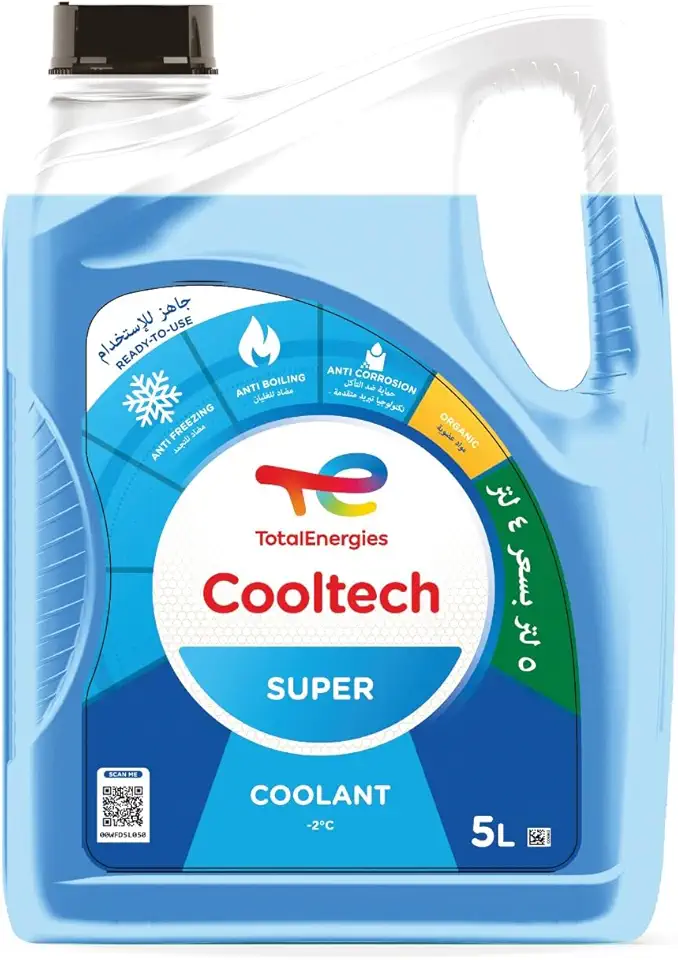 جاهز للإستخدام
READY-TO-USE
ANTI FREEZING
مضاد للتجمد
ANTI BOILING
مضاد للغليان
ANTI CORROSION
حماية ضد التآكل
تكنولوجيا تبريد متقدمة .
ORGANIC
مواد عضوية
٥ لتر بسعر ٤ لتر
TotalEnergies
Cooltech
SUPER
COOLANT
-2°C
SCAN ME
00WFDSL050
5L